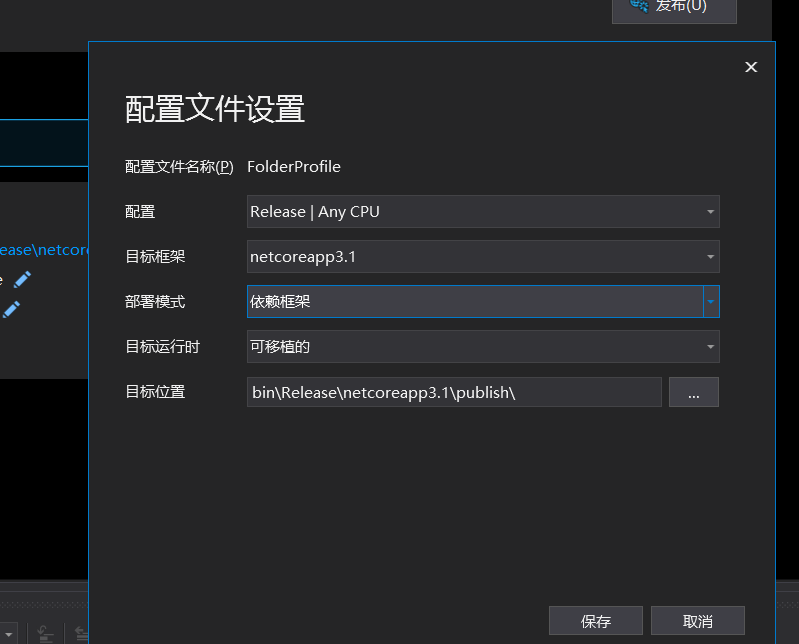 发布(U)
配置文件设置
配置文件名称(P) FolderProfile
配置 Release | Any CPU
目标框架 netcoreapp3.1
ease\netcore
部署模式 依赖框架
目标运行时 可移植的
目标位置 bin\Release\netcoreapp3.1\publish\ ...
保存 取消